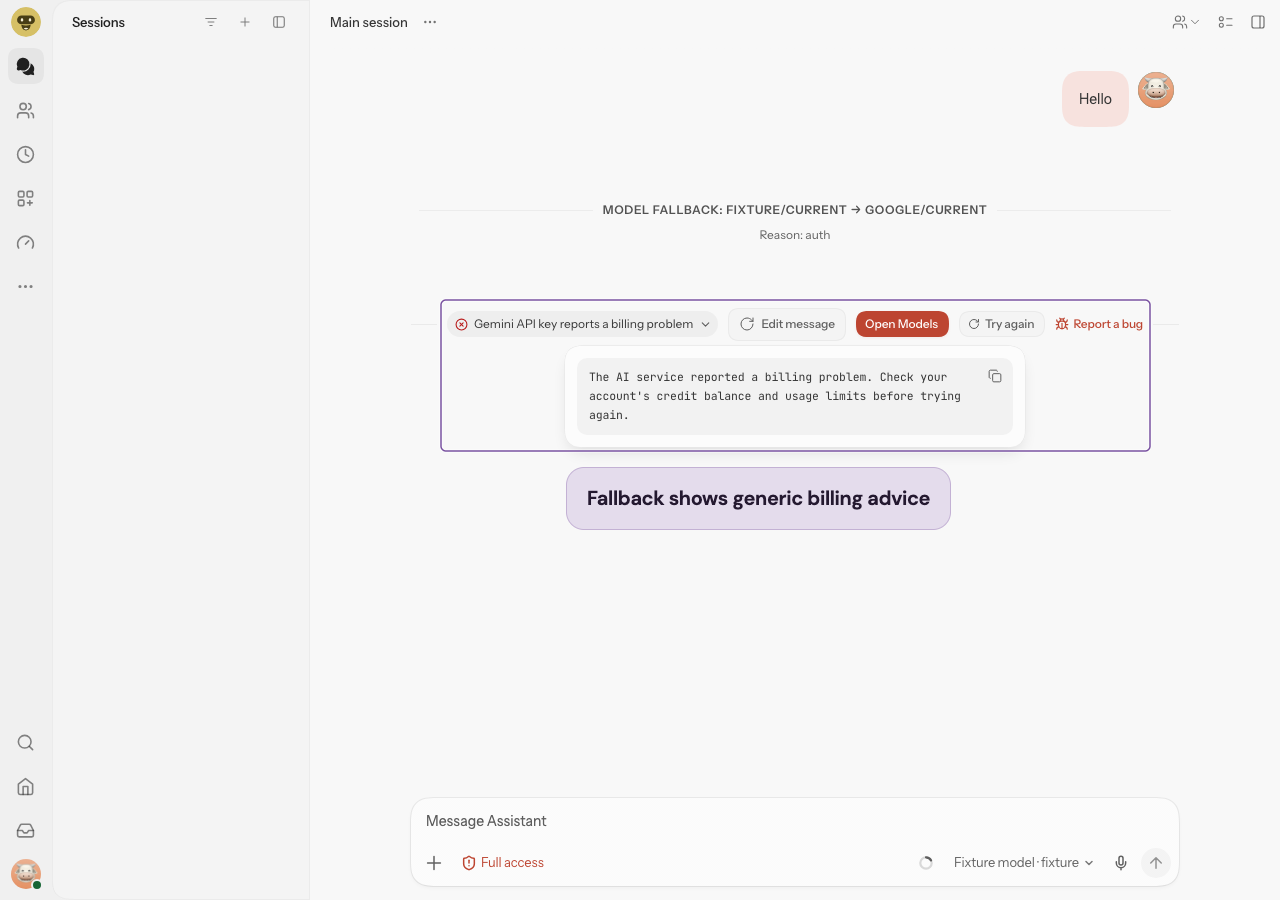 Sessions
Main session
Hello
MODEL FALLBACK: FIXTURE/CURRENT → GOOGLE/CURRENT
Reason: auth
Gemini API key reports a billing problem
Edit message
Open Models
Try again
Report a bug
The AI service reported a billing problem. Check your
account's credit balance and usage limits before trying
again.
Fallback shows generic billing advice
Message Assistant
Full access
Fixture model · fixture